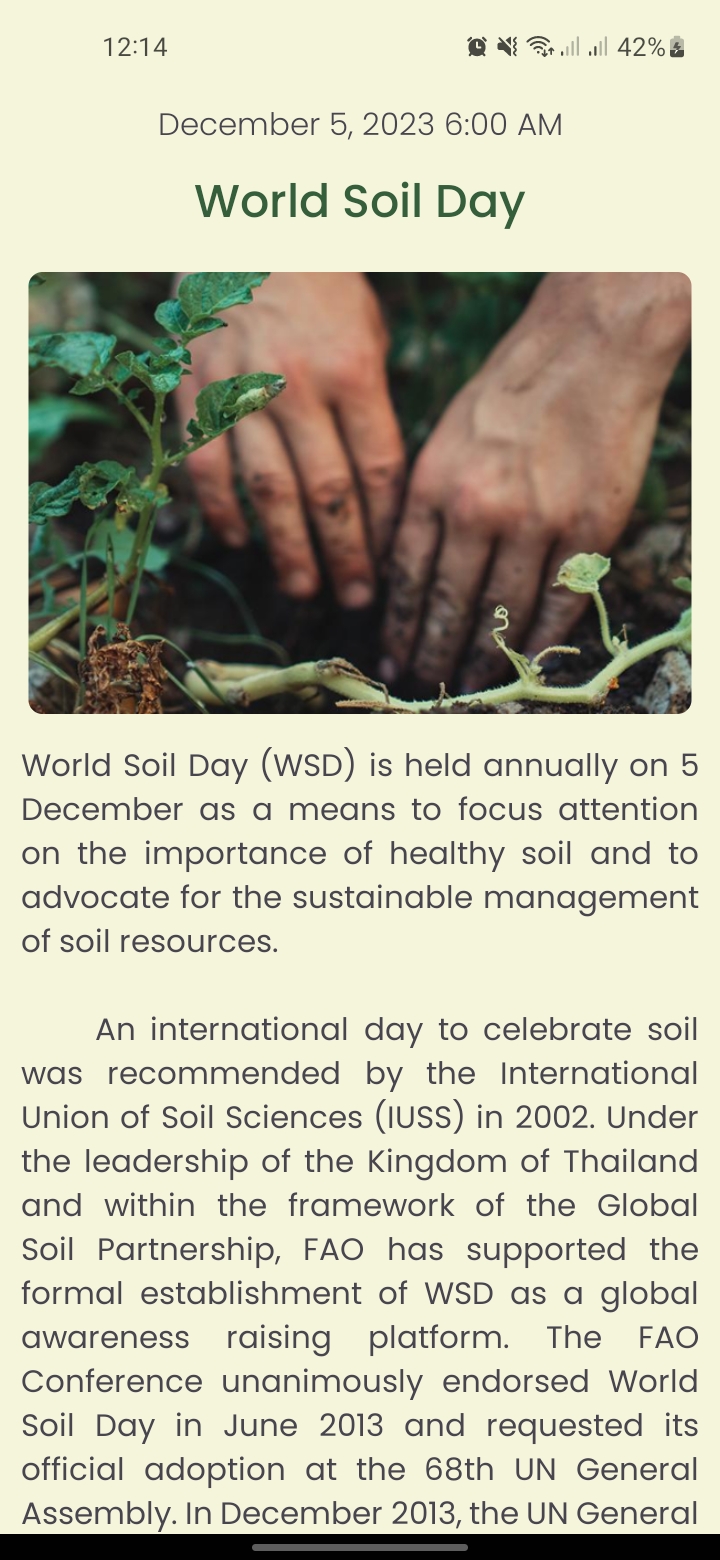 12:14
42%
December 5, 2023 6:00 AM
World Soil Day
World Soil Day (WSD) is held annually on 5
December as a means to focus attention
on the importance of healthy soil and to
advocate for the sustainable management
of soil resources.
An international day to celebrate soil
was recommended by the International
Union of Soil Sciences (IUSS) in 2002. Under
the leadership of the Kingdom of Thailand
and within the framework of the Global
Soil Partnership, FAO has supported the
formal establishment of WSD as a global
awareness raising platform. The FAO
Conference unanimously endorsed World
Soil Day in June 2013 and requested its
official adoption at the 68th UN General
Assembly. In December 2013, the UN General